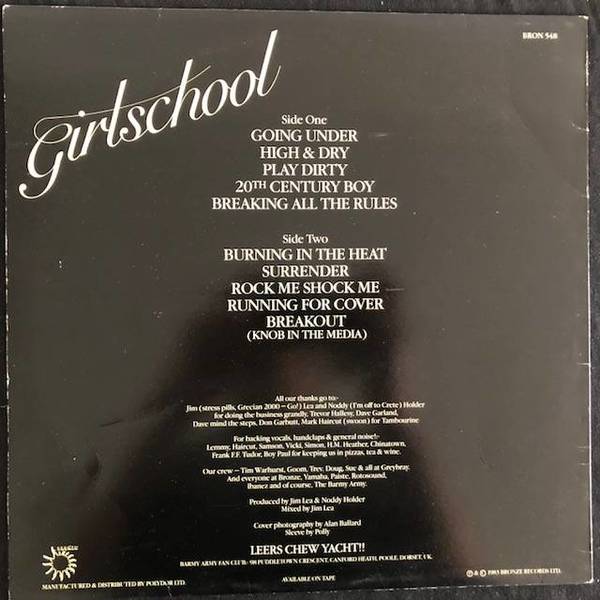 BRON 548
Girlschool
Side One
GOING UNDER
HIGH & DRY
PLAY DIRTY
20TH CENTURY BOY
BREAKING ALL THE RULES
Side Two
BURNING IN THE HEAT
SURRENDER
ROCK ME SHOCK ME
RUNNING FOR COVER
BREAKOUT
(KNOB IN THE MEDIA)
All our thanks go to:-
Jim (stress pills, Grecian 2000 – Go!) Lea and Noddy (I'm off to Crete) Holder
for doing the business grandly, Trevor Hallesy, Dave Garland,
Dave mind the steps, Don Garbutt, Mark Haircut (swoon) for Tambourine
For backing vocals, handclaps & general noise!-
Lemmy, Haircut, Samson, Vicki, Simon, H.M. Heather, Chinatown,
Frank F.F. Tudor, Boy Paul for keeping us in pizzas, tea & wine.
Our crew – Tim Warhurst, Goom, Trev, Doug, Sue & all at Greybray.
And everyone at Bronze, Yamaha, Paiste, Rotosound,
Ibanez and of course, The Barmy Army.
Produced by Jim Lea & Noddy Holder
Mixed by Jim Lea
Cover photography by Alan Ballard
Sleeve by Polly
LEERS CHEW YACHT!!
BARMY ARMY FAN CLUB:- 98 PUDDLETOWN CRESCENT, CANFORD HEATH, POOLE, DORSET, UK.
MANUFACTURED & DISTRIBUTED BY POLYDOR LTD.
AVAILABLE ON TAPE
℗ & © 1983 BRONZE RECORDS LTD.